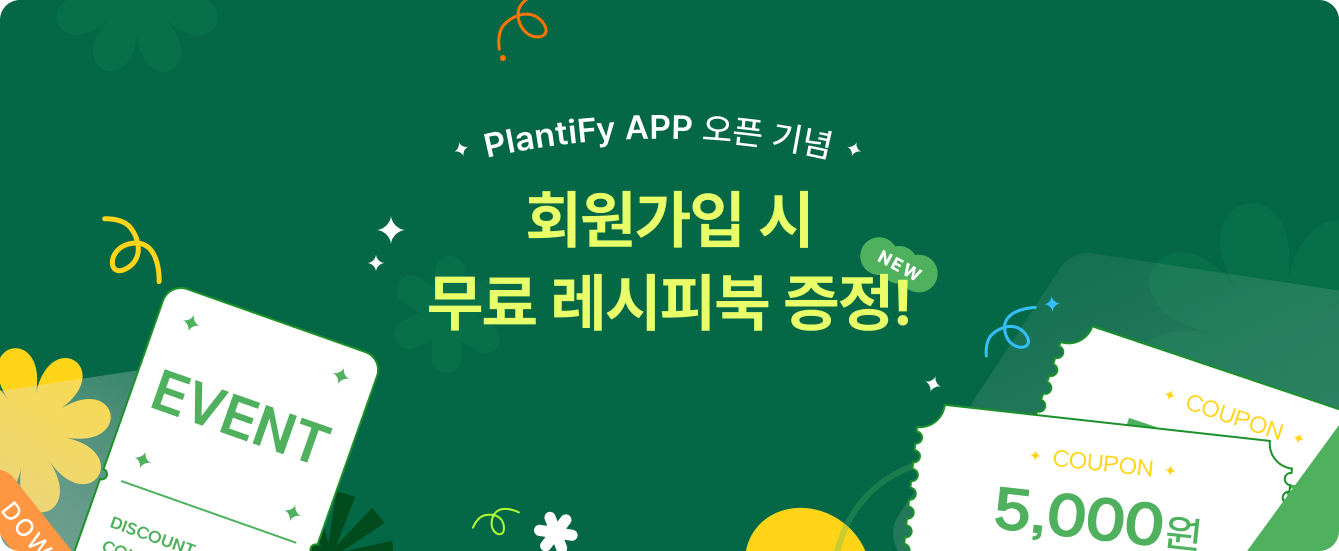 PlantiFy APP 오픈 기념
회원가입 시
무료 레시피북 증정!
NEW
EVENT
DISCOUNT
COUPON
COUPON
5,000원